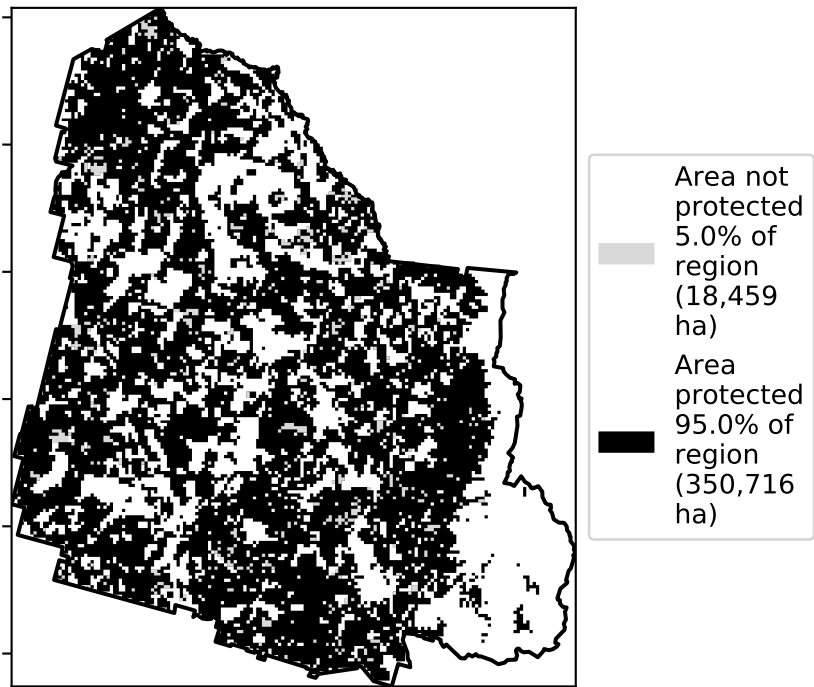 Area not
protected
5.0% of
region
(18,459
ha)
Area
protected
95.0% of
region
(350,716
ha)